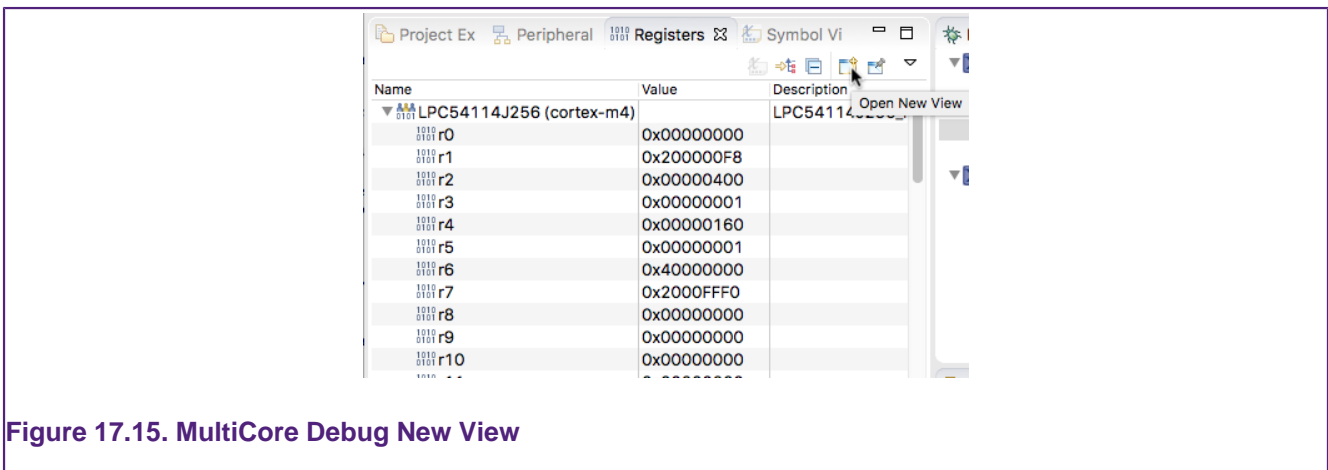 Project Ex Peripheral Registers Symbol Vi
Name Value Description
Open New View
LPC54114J256 (cortex-m4)
r0 0x00000000
r1 0x200000F8
r2 0x00000400
r3 0x00000001
r4 0x00000160
r5 0x00000001
r6 0x40000000
r7 0x2000FFF0
r8 0x00000000
r9 0x00000000
r10 0x00000000
Figure 17.15. MultiCore Debug New View